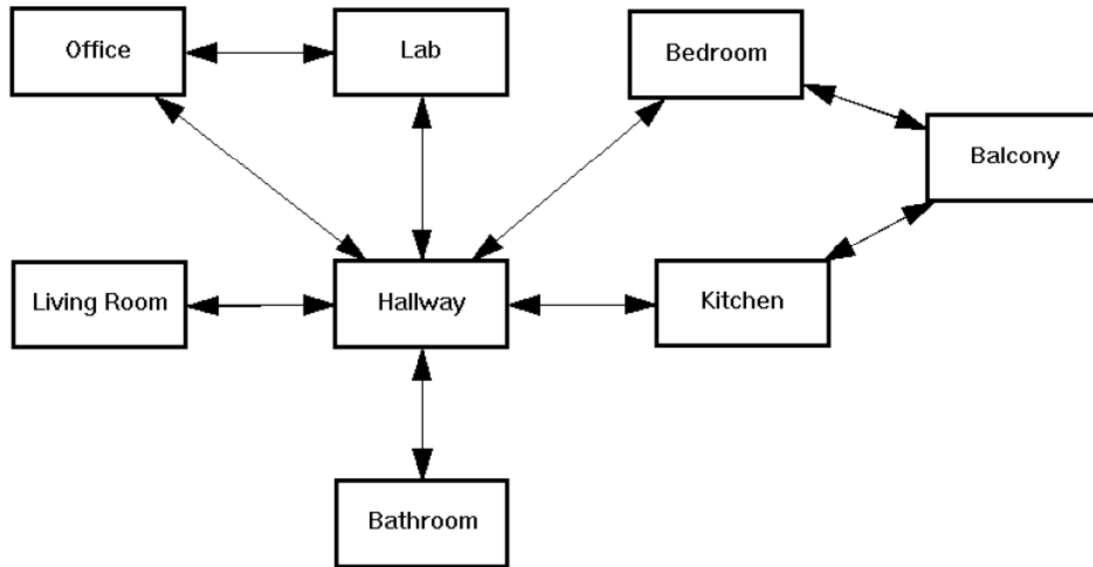 Office
Lab
Bedroom
Balcony
Living Room
Hallway
Kitchen
Bathroom